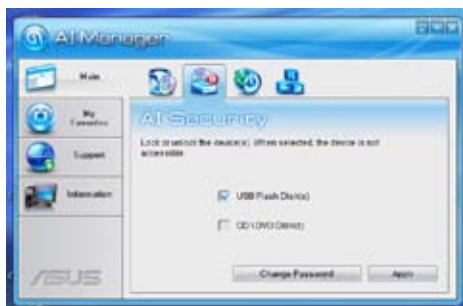 AI Manager
Main
My
Favorites
Support
Information
AI Security
Lock or unlock the device(s). When selected, the device is not
accessible.
USB Flash Disk(s)
CD \ DVD Disk(s)
Change Password
Apply
ASUS